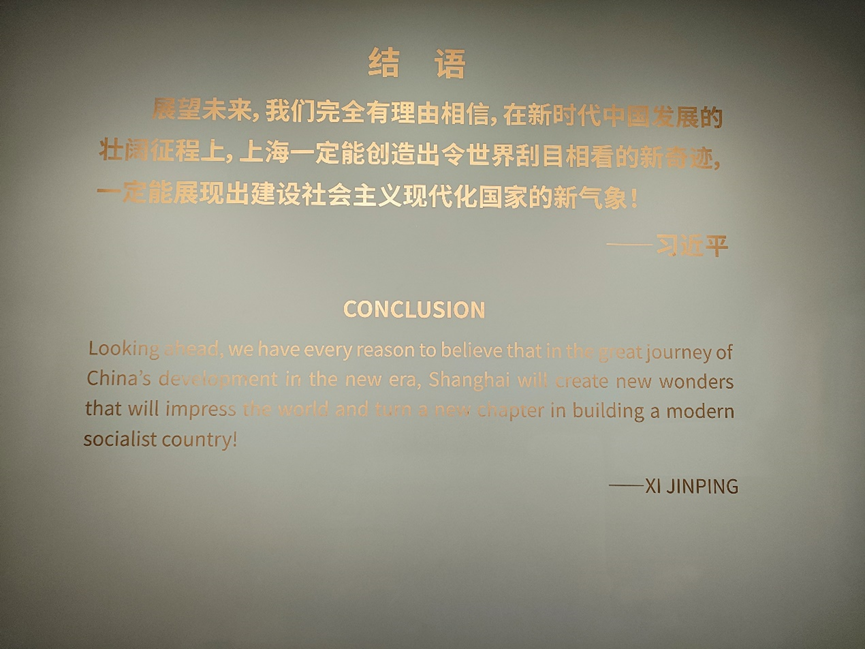 结 语
展望未来，我们完全有理由相信，在新时代中国发展的
壮阔征程上，上海一定能创造出令世界刮目相看的新奇迹，
一定能展现出建设社会主义现代化国家的新气象！
——习近平
CONCLUSION
Looking ahead, we have every reason to believe that in the great journey of
China's development in the new era, Shanghai will create new wonders
that will impress the world and turn a new chapter in building a modern
socialist country!
——XI JINPING